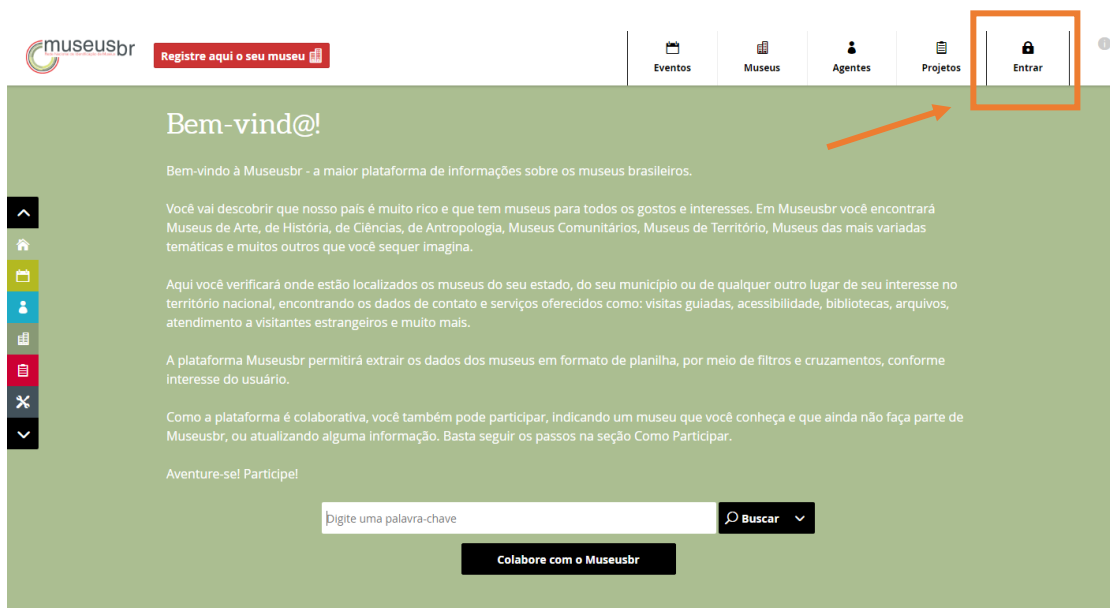 museusbr
Registre aqui o seu museu
Eventos
Museus
Agentes
Projetos
Entrar
Bem-vind@!
Bem-vindo à Museusbr - a maior plataforma de informações sobre os museus brasileiros.
Você vai descobrir que nosso país é muito rico e que tem museus para todos os gostos e interesses. Em Museusbr você encontrará
Museus de Arte, de História, de Ciências, de Antropologia, Museus Comunitários, Museus de Território, Museus das mais variadas
temáticas e muitos outros que você sequer imagina.
Aqui você verificará onde estão localizados os museus do seu estado, do seu município ou de qualquer outro lugar de seu interesse no
território nacional, encontrando os dados de contato e serviços oferecidos como: visitas guiadas, acessibilidade, bibliotecas, arquivos,
atendimento a visitantes estrangeiros e muito mais.
A plataforma Museusbr permitirá extrair os dados dos museus em formato de planilha, por meio de filtros e cruzamentos, conforme
interesse do usuário.
Como a plataforma é colaborativa, você também pode participar, indicando um museu que você conheça e que ainda não faça parte de
Museusbr, ou atualizando alguma informação. Basta seguir os passos na seção Como Participar.
Aventure-se! Participe!
Digite uma palavra-chave
Buscar
Colabore com o Museusbr